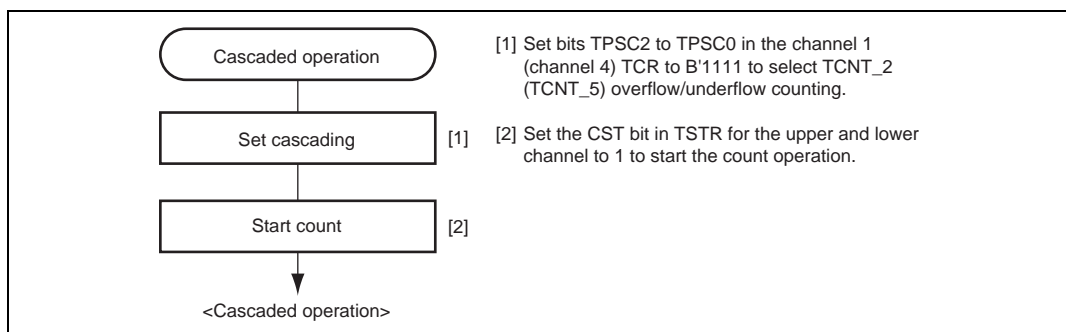 Cascaded operation
Set cascading
[1]
Start count
[2]
<Cascaded operation>
[1] Set bits TPSC2 to TPSC0 in the channel 1
(channel 4) TCR to B'1111 to select TCNT_2
(TCNT_5) overflow/underflow counting.
[2] Set the CST bit in TSTR for the upper and lower
channel to 1 to start the count operation.